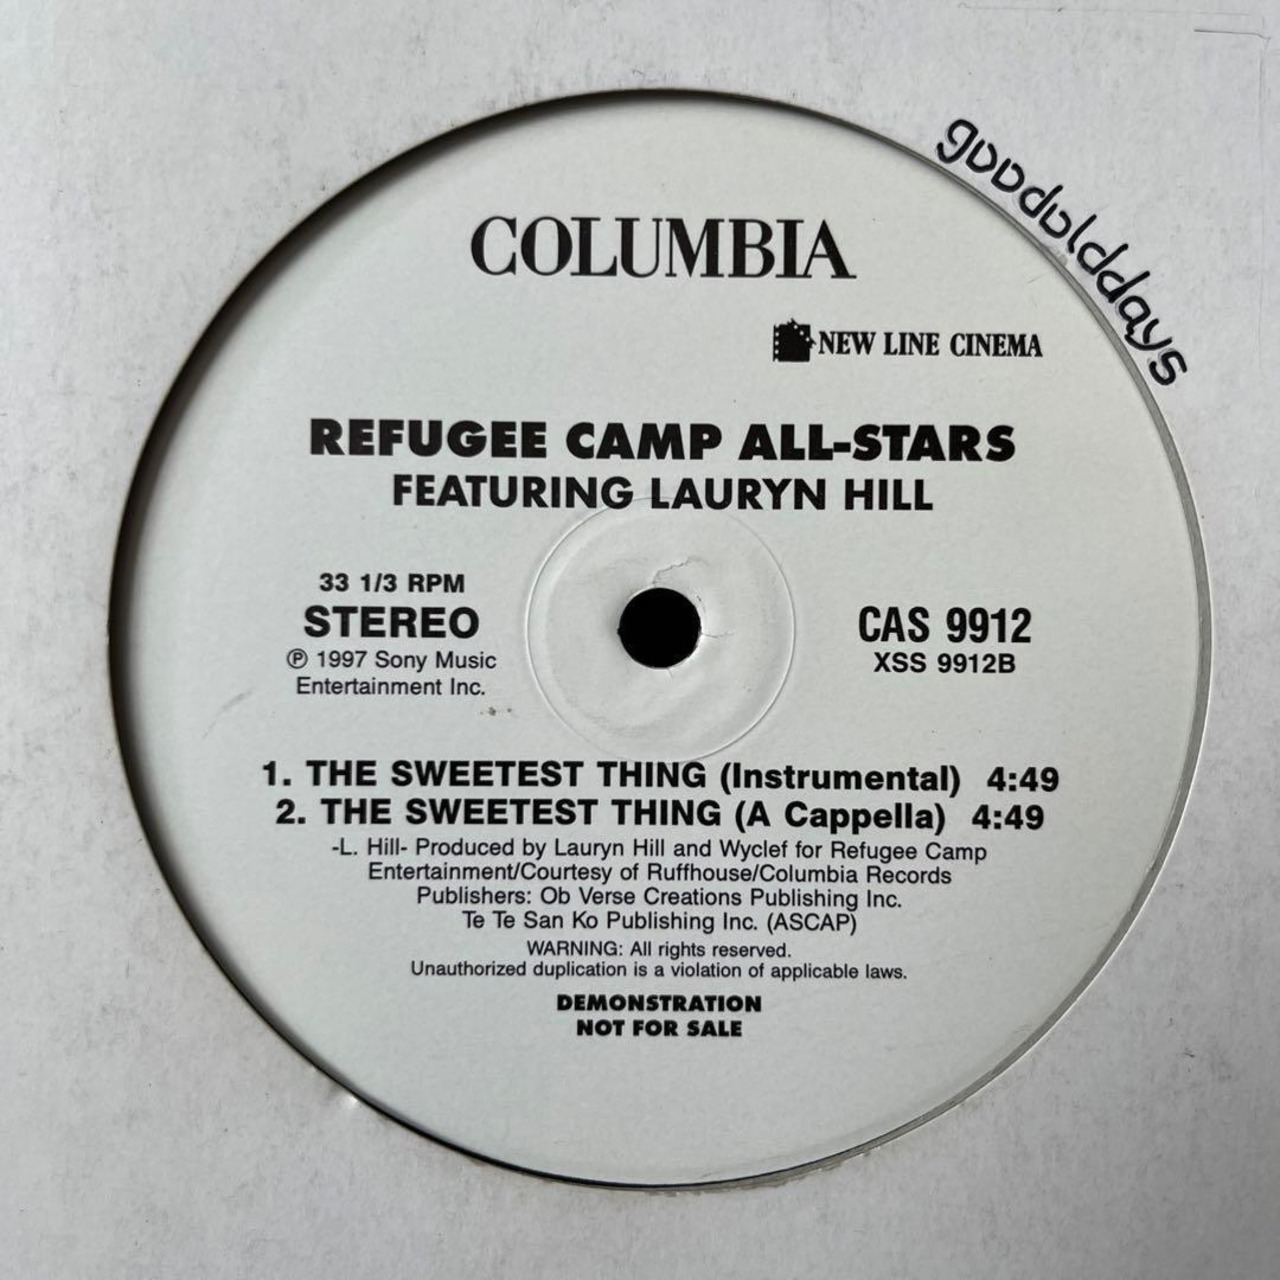 goodolddays
COLUMBIA
NEW LINE CINEMA
REFUGEE CAMP ALL-STARS
FEATURING LAURYN HILL
33 1/3 RPM
STEREO
℗ 1997 Sony Music
Entertainment Inc.
CAS 9912
XSS 9912B
1. THE SWEETEST THING (Instrumental) 4:49
2. THE SWEETEST THING (A Cappella) 4:49
-L. Hill- Produced by Lauryn Hill and Wyclef for Refugee Camp
Entertainment/Courtesy of Ruffhouse/Columbia Records
Publishers: Ob Verse Creations Publishing Inc.
Te Te San Ko Publishing Inc. (ASCAP)
WARNING: All rights reserved.
Unauthorized duplication is a violation of applicable laws.
DEMONSTRATION
NOT FOR SALE